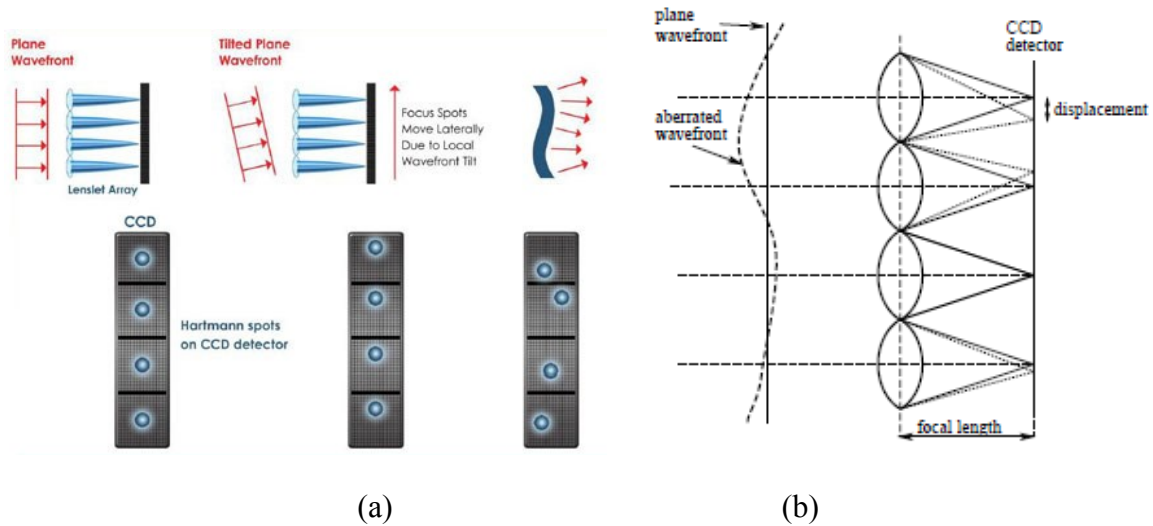 Plane
Wavefront
Tilted Plane
Wavefront
Focus Spots
Move Laterally
Due to Local
Wavefront Tilt
Lenslet Array
CCD
Hartmann spots
on CCD detector
(a)
plane
wavefront
CCD
detector
displacement
aberrated
wavefront
focal length
(b)